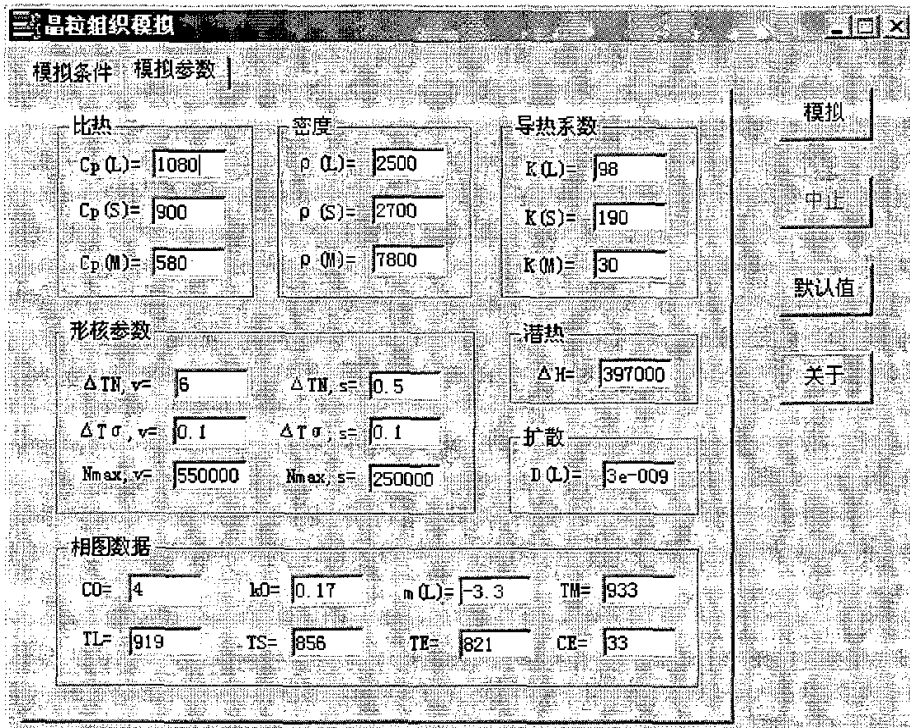 晶粒组织模拟
模拟条件 模拟参数
比热 密度 导热系数
Cp(L)= 1080 ρ(L)= 2500 K(L)= 98
Cp(S)= 900 ρ(S)= 2700 K(S)= 190
Cp(M)= 580 ρ(M)= 7800 K(M)= 30
形核参数 潜热
ΔTN,v= 6 ΔTN,s= 0.5 ΔH= 397000
ΔTσ,v= 0.1 ΔTσ,s= 0.1 扩散
Nmax,v= 550000 Nmax,s= 250000 D(L)= 3e-009
相图数据
C0= 4 k0= 0.17 m(L)= -3.3 TM= 933
TL= 919 TS= 856 TE= 821 CE= 33
模拟
中止
默认值
关于